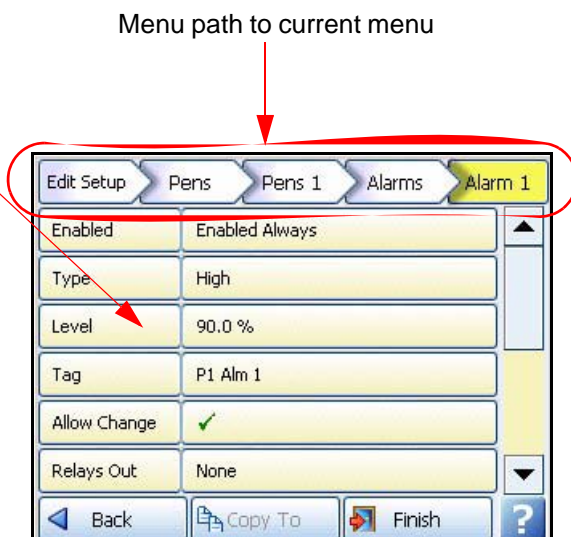 Menu path to current menu
Edit Setup Pens Pens 1 Alarms Alarm 1
Enabled Enabled Always
Type High
Level 90.0 %
Tag P1 Alm 1
Allow Change ✓
Relays Out None
Back Copy To Finish ?